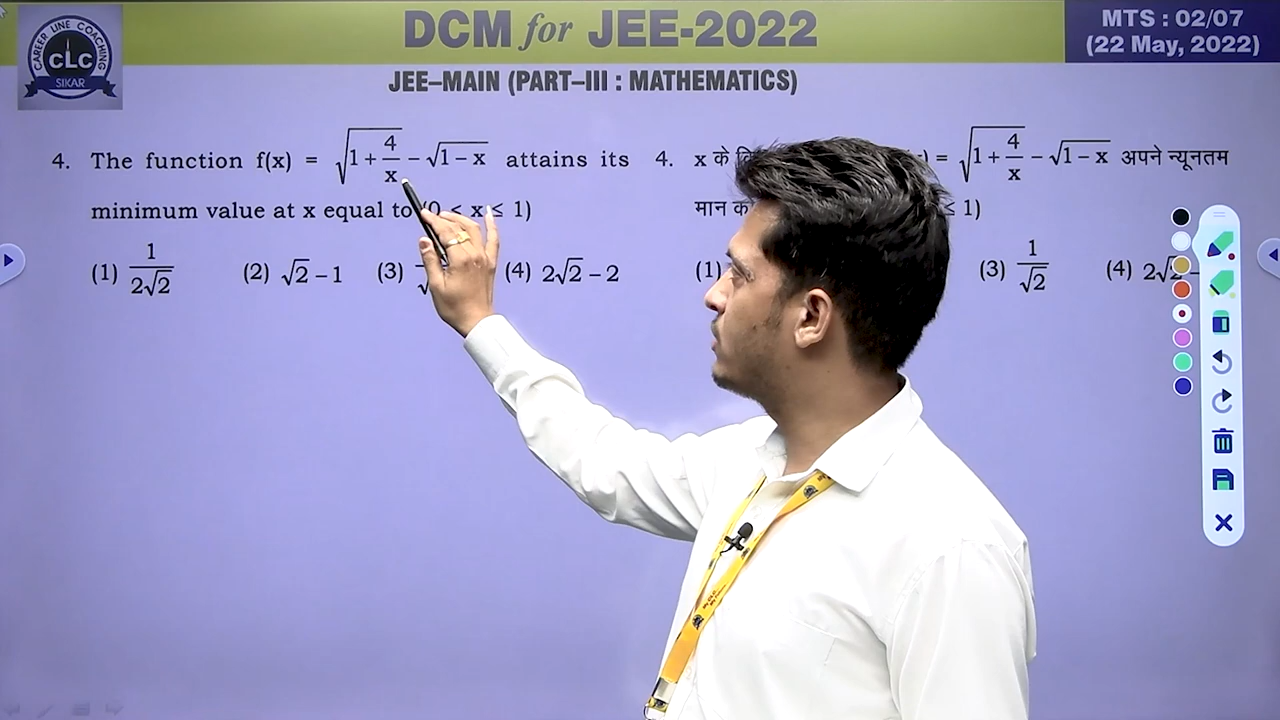 CAREER LINE COACHING
CLC
SIKAR
DCM for JEE-2022
MTS : 02/07
(22 May, 2022)
JEE–MAIN (PART–III : MATHEMATICS)
4. The function f(x) = √(1+4/x) − √(1−x) attains its
minimum value at x equal to (0 < x ≤ 1)
(1) 1/(2√2) (2) √2 − 1 (3) (4) 2√2 − 2
4. x के = √(1+4/x) − √(1−x) अपने न्यूनतम
मान ≤ 1)
(1) (3) 1/√2 (4) 2√2 −